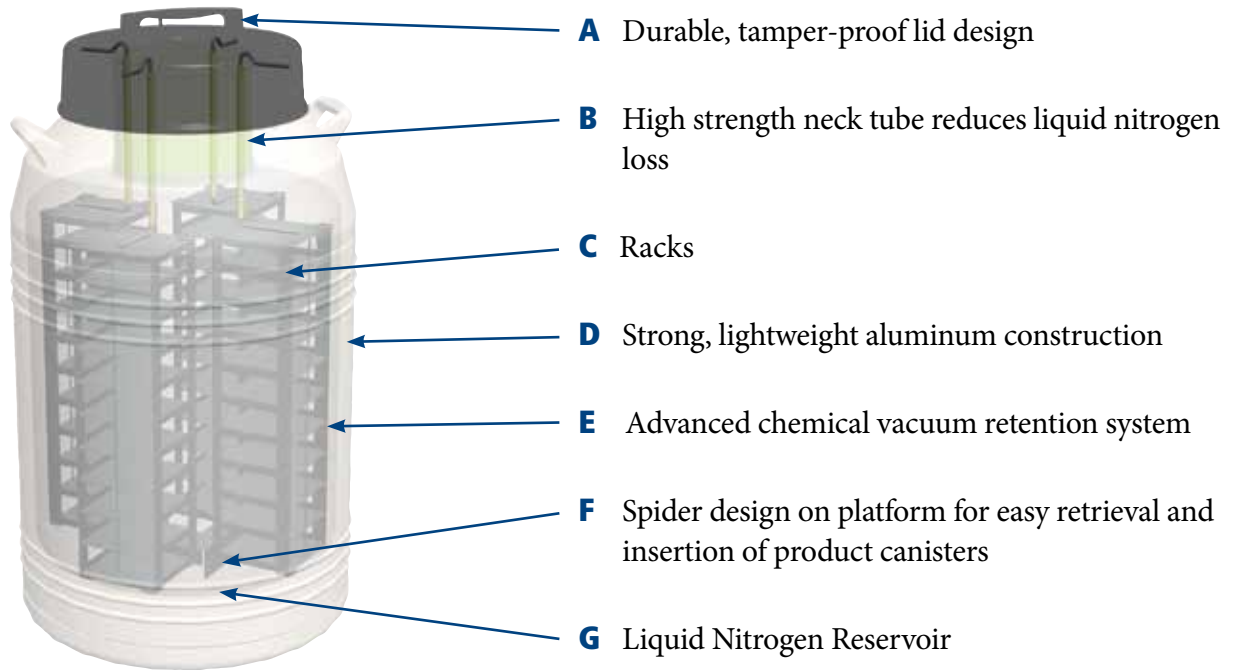 A Durable, tamper-proof lid design
B High strength neck tube reduces liquid nitrogen
loss
C Racks
D Strong, lightweight aluminum construction
E Advanced chemical vacuum retention system
F Spider design on platform for easy retrieval and
insertion of product canisters
G Liquid Nitrogen Reservoir